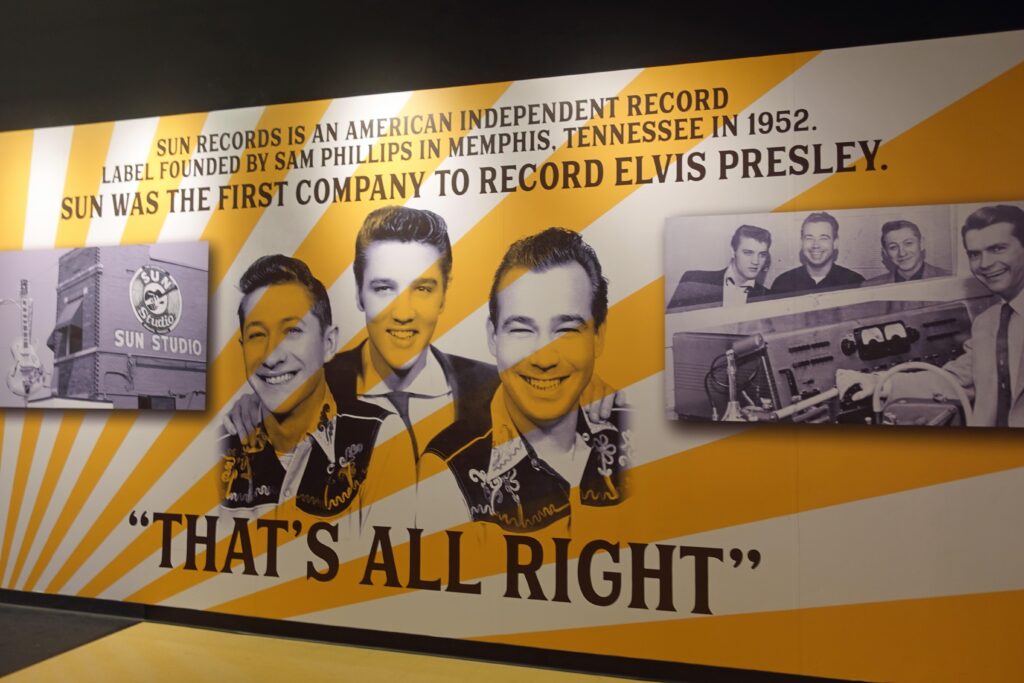 SUN RECORDS IS AN AMERICAN INDEPENDENT RECORD
LABEL FOUNDED BY SAM PHILLIPS IN MEMPHIS, TENNESSEE IN 1952.
SUN WAS THE FIRST COMPANY TO RECORD ELVIS PRESLEY.
SUN
Studio
SUN STUDIO
“THAT’S ALL RIGHT”